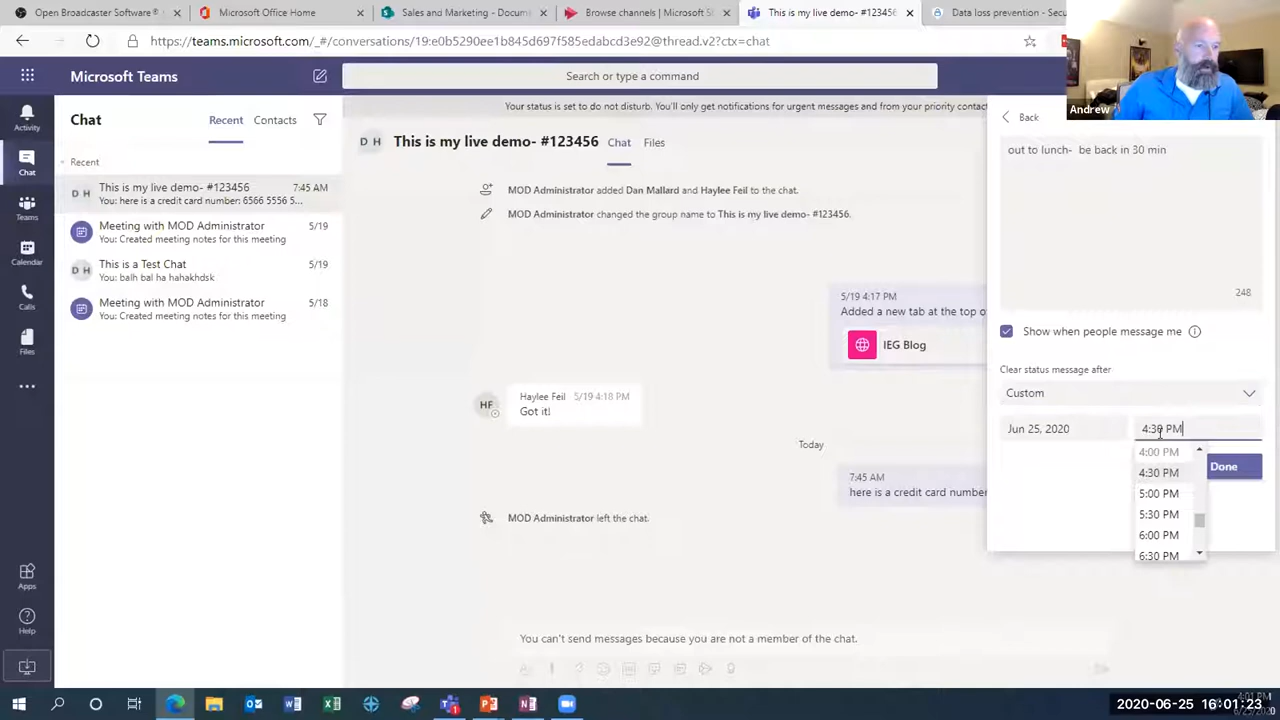 Open Broadcaster Software®
Microsoft Office Home
Sales and Marketing - Docum
Browse channels | Microsoft St
This is my live demo- #123456
Data loss prevention - Sec
https://teams.microsoft.com/_#/conversations/19:e0b5290ee1b845d697f585edabcd3e92@thread.v2?ctx=chat
Microsoft Teams
Search or type a command
Andrew
Activity
Chat
Teams
Calendar
Calls
Files
Apps
Help
Chat
Recent
Contacts
Recent
This is my live demo- #123456
7:45 AM
You: here is a credit card number: 6566 5556 5...
Meeting with MOD Administrator
5/19
You: Created meeting notes for this meeting
D H
This is a Test Chat
5/19
You: balh bal ha hahakhdsk
Meeting with MOD Administrator
5/18
You: Created meeting notes for this meeting
Your status is set to do not disturb. You'll only get notifications for urgent messages and from your priority contact
D H
This is my live demo- #123456
Chat
Files
MOD Administrator added Dan Mallard and Haylee Feil to the chat.
MOD Administrator changed the group name to This is my live demo- #123456.
5/19 4:17 PM
Added a new tab at the top o
IEG Blog
HF
Haylee Feil 5/19 4:18 PM
Got it!
Today
7:45 AM
here is a credit card number
MOD Administrator left the chat.
You can't send messages because you are not a member of the chat.
Back
out to lunch- be back in 30 min
248
Show when people message me
Clear status message after
Custom
Jun 25, 2020
4:30 PM
4:00 PM
4:30 PM
5:00 PM
5:30 PM
6:00 PM
6:30 PM
Done
4:01 PM
2020-06-25 16:01:23